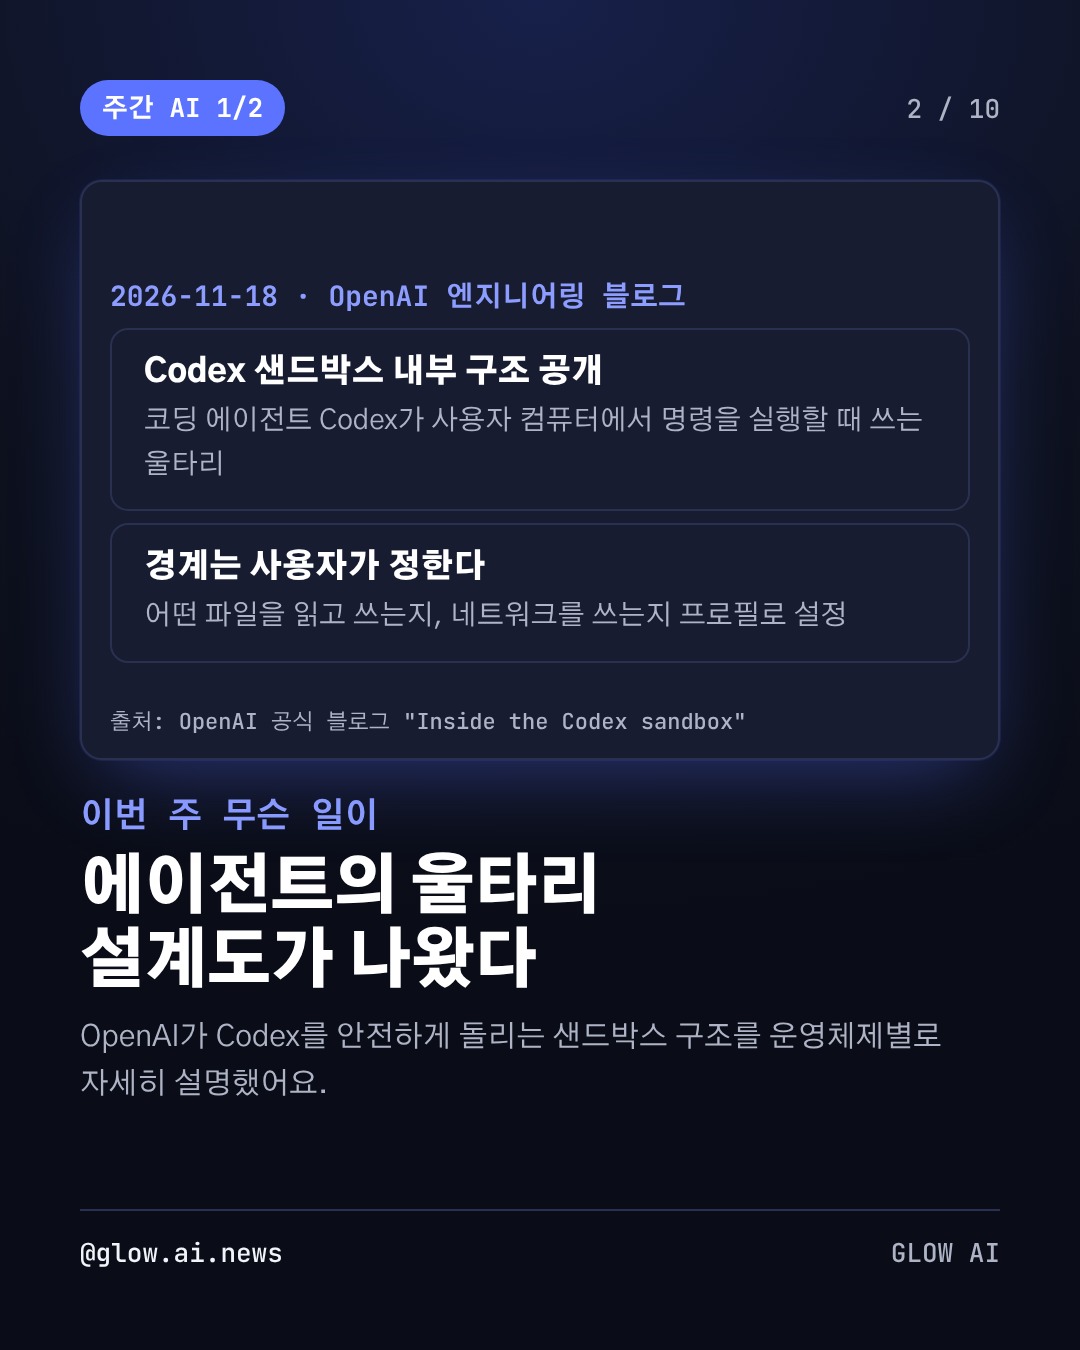 주간 AI 1/2
2 / 10
2026-11-18 · OpenAI 엔지니어링 블로그
Codex 샌드박스 내부 구조 공개
코딩 에이전트 Codex가 사용자 컴퓨터에서 명령을 실행할 때 쓰는
울타리
경계는 사용자가 정한다
어떤 파일을 읽고 쓰는지, 네트워크를 쓰는지 프로필로 설정
출처: OpenAI 공식 블로그 "Inside the Codex sandbox"
이번 주 무슨 일이
에이전트의 울타리
설계도가 나왔다
OpenAI가 Codex를 안전하게 돌리는 샌드박스 구조를 운영체제별로
자세히 설명했어요.
@glow.ai.news
GLOW AI